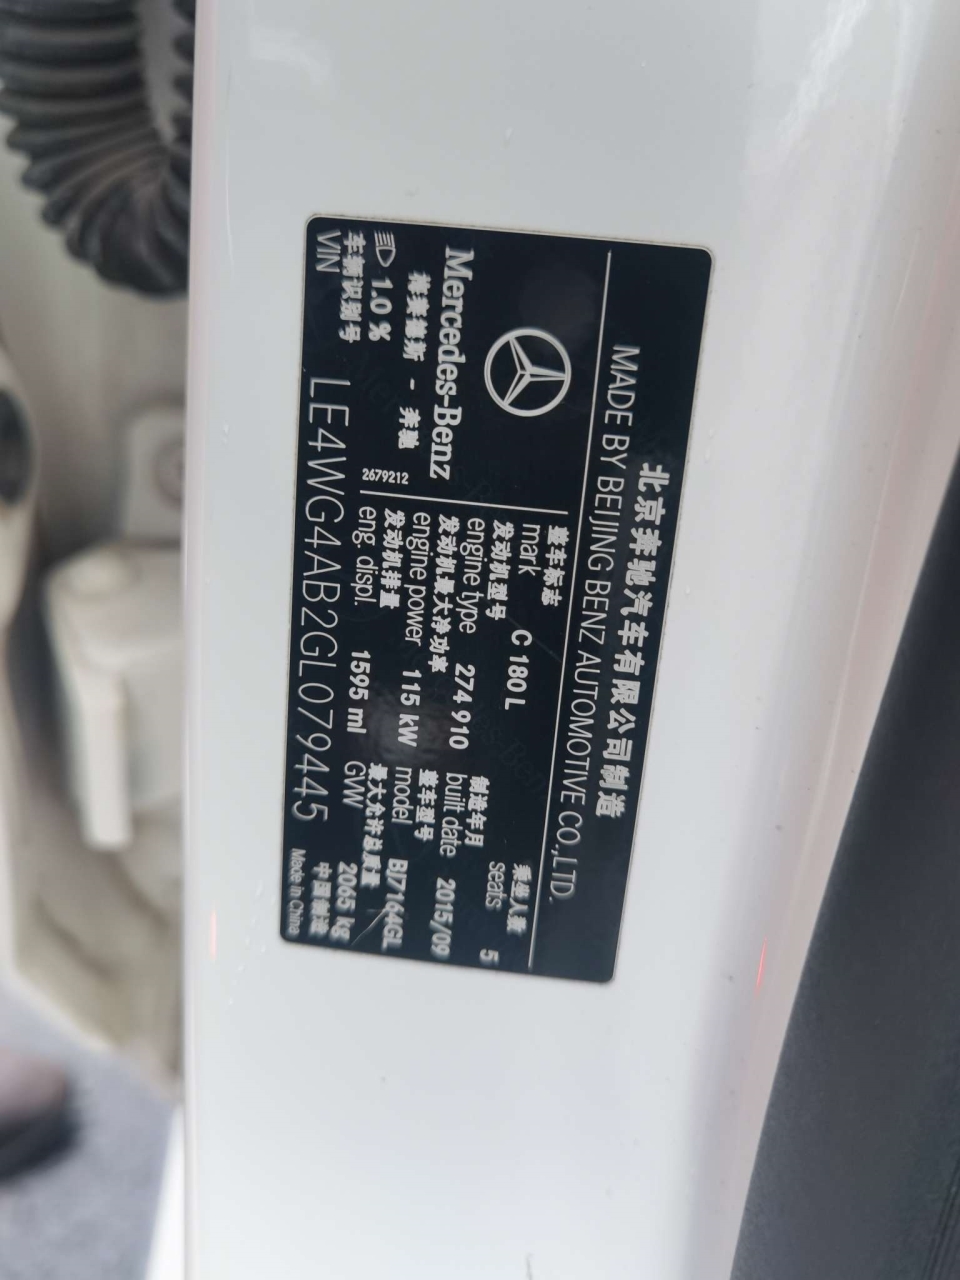 北京奔驰汽车有限公司制造
MADE BY BEIJING BENZ AUTOMOTIVE CO.,LTD.
Mercedes-Benz
梅赛德斯 - 奔驰
1.0 %
2679212
整车标志
mark C 180 L
乘坐人数
seats 5
发动机型号
engine type 274 910
制造年月
built date 2015/09
发动机最大净功率
engine power 115 kW
整车型号
model BJ7164GL
发动机排量
eng. displ. 1595 ml
最大允许总质量
GVW 2065 kg
车辆识别号
VIN LE4WG4AB2GL079445
中国制造
Made in China